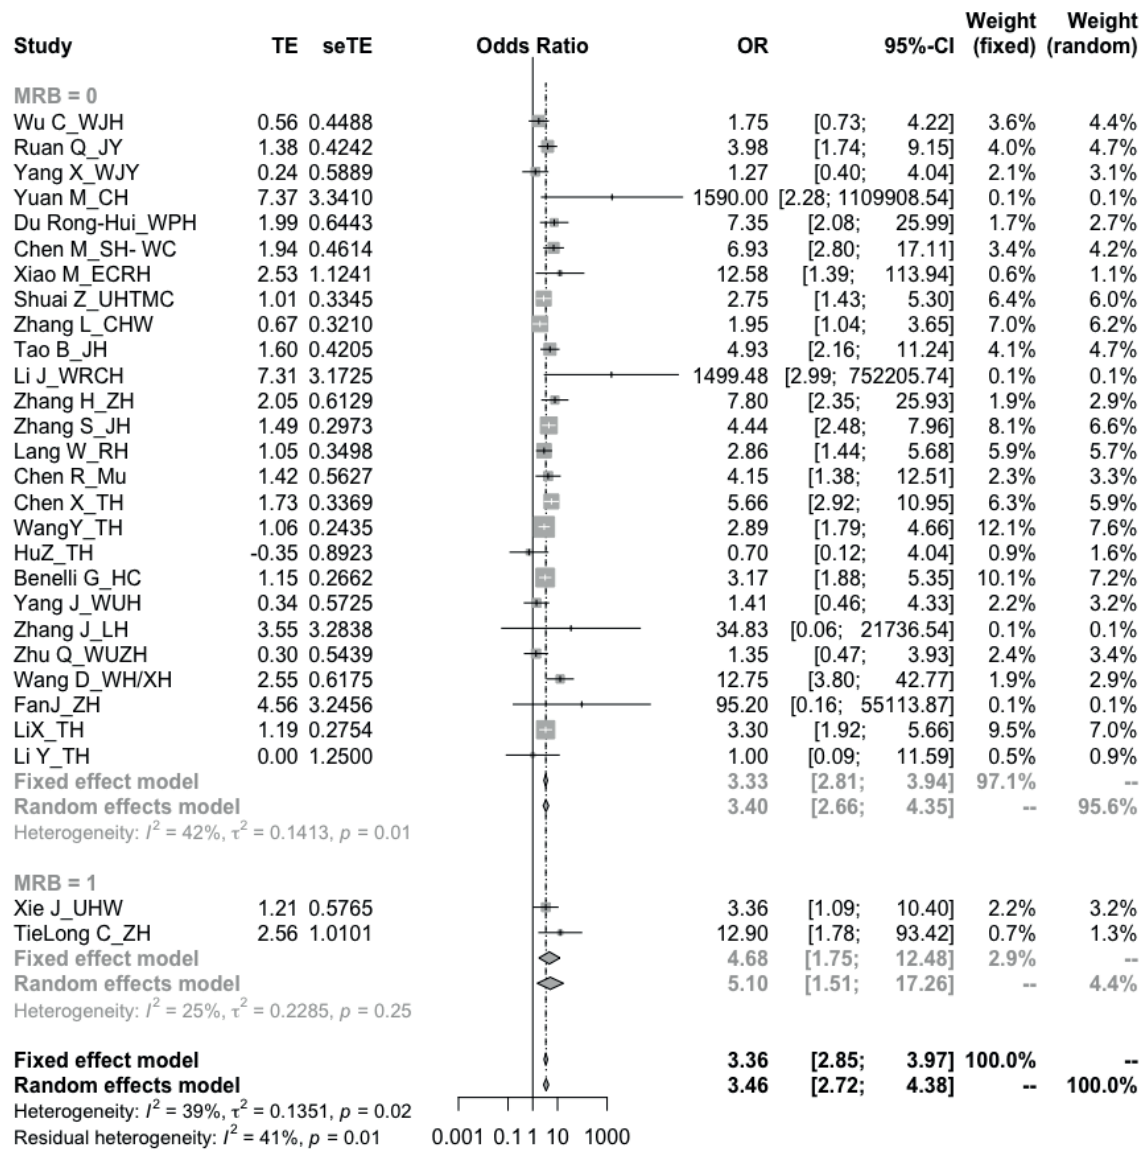 Weight Weight
Study TE seTE Odds Ratio OR 95%-CI (fixed) (random)
MRB = 0
Wu C_WJH 0.56 0.4488 1.75 [0.73; 4.22] 3.6% 4.4%
Ruan Q_JY 1.38 0.4242 3.98 [1.74; 9.15] 4.0% 4.7%
Yang X_WJY 0.24 0.5889 1.27 [0.40; 4.04] 2.1% 3.1%
Yuan M_CH 7.37 3.3410 1590.00 [2.28; 1109908.54] 0.1% 0.1%
Du Rong-Hui_WPH 1.99 0.6443 7.35 [2.08; 25.99] 1.7% 2.7%
Chen M_SH- WC 1.94 0.4614 6.93 [2.80; 17.11] 3.4% 4.2%
Xiao M_ECRH 2.53 1.1241 12.58 [1.39; 113.94] 0.6% 1.1%
Shuai Z_UHTMC 1.01 0.3345 2.75 [1.43; 5.30] 6.4% 6.0%
Zhang L_CHW 0.67 0.3210 1.95 [1.04; 3.65] 7.0% 6.2%
Tao B_JH 1.60 0.4205 4.93 [2.16; 11.24] 4.1% 4.7%
Li J_WRCH 7.31 3.1725 1499.48 [2.99; 752205.74] 0.1% 0.1%
Zhang H_ZH 2.05 0.6129 7.80 [2.35; 25.93] 1.9% 2.9%
Zhang S_JH 1.49 0.2973 4.44 [2.48; 7.96] 8.1% 6.6%
Lang W_RH 1.05 0.3498 2.86 [1.44; 5.68] 5.9% 5.7%
Chen R_Mu 1.42 0.5627 4.15 [1.38; 12.51] 2.3% 3.3%
Chen X_TH 1.73 0.3369 5.66 [2.92; 10.95] 6.3% 5.9%
WangY_TH 1.06 0.2435 2.89 [1.79; 4.66] 12.1% 7.6%
HuZ_TH -0.35 0.8923 0.70 [0.12; 4.04] 0.9% 1.6%
Benelli G_HC 1.15 0.2662 3.17 [1.88; 5.35] 10.1% 7.2%
Yang J_WUH 0.34 0.5725 1.41 [0.46; 4.33] 2.2% 3.2%
Zhang J_LH 3.55 3.2838 34.83 [0.06; 21736.54] 0.1% 0.1%
Zhu Q_WUZH 0.30 0.5439 1.35 [0.47; 3.93] 2.4% 3.4%
Wang D_WH/XH 2.55 0.6175 12.75 [3.80; 42.77] 1.9% 2.9%
FanJ_ZH 4.56 3.2456 95.20 [0.16; 55113.87] 0.1% 0.1%
LiX_TH 1.19 0.2754 3.30 [1.92; 5.66] 9.5% 7.0%
Li Y_TH 0.00 1.2500 1.00 [0.09; 11.59] 0.5% 0.9%
Fixed effect model 3.33 [2.81; 3.94] 97.1% --
Random effects model 3.40 [2.66; 4.35] -- 95.6%
Heterogeneity: I² = 42%, τ² = 0.1413, p = 0.01
MRB = 1
Xie J_UHW 1.21 0.5765 3.36 [1.09; 10.40] 2.2% 3.2%
TieLong C_ZH 2.56 1.0101 12.90 [1.78; 93.42] 0.7% 1.3%
Fixed effect model 4.68 [1.75; 12.48] 2.9% --
Random effects model 5.10 [1.51; 17.26] -- 4.4%
Heterogeneity: I² = 25%, τ² = 0.2285, p = 0.25
Fixed effect model 3.36 [2.85; 3.97] 100.0% --
Random effects model 3.46 [2.72; 4.38] -- 100.0%
Heterogeneity: I² = 39%, τ² = 0.1351, p = 0.02
Residual heterogeneity: I² = 41%, p = 0.01 0.001 0.1 1 10 1000